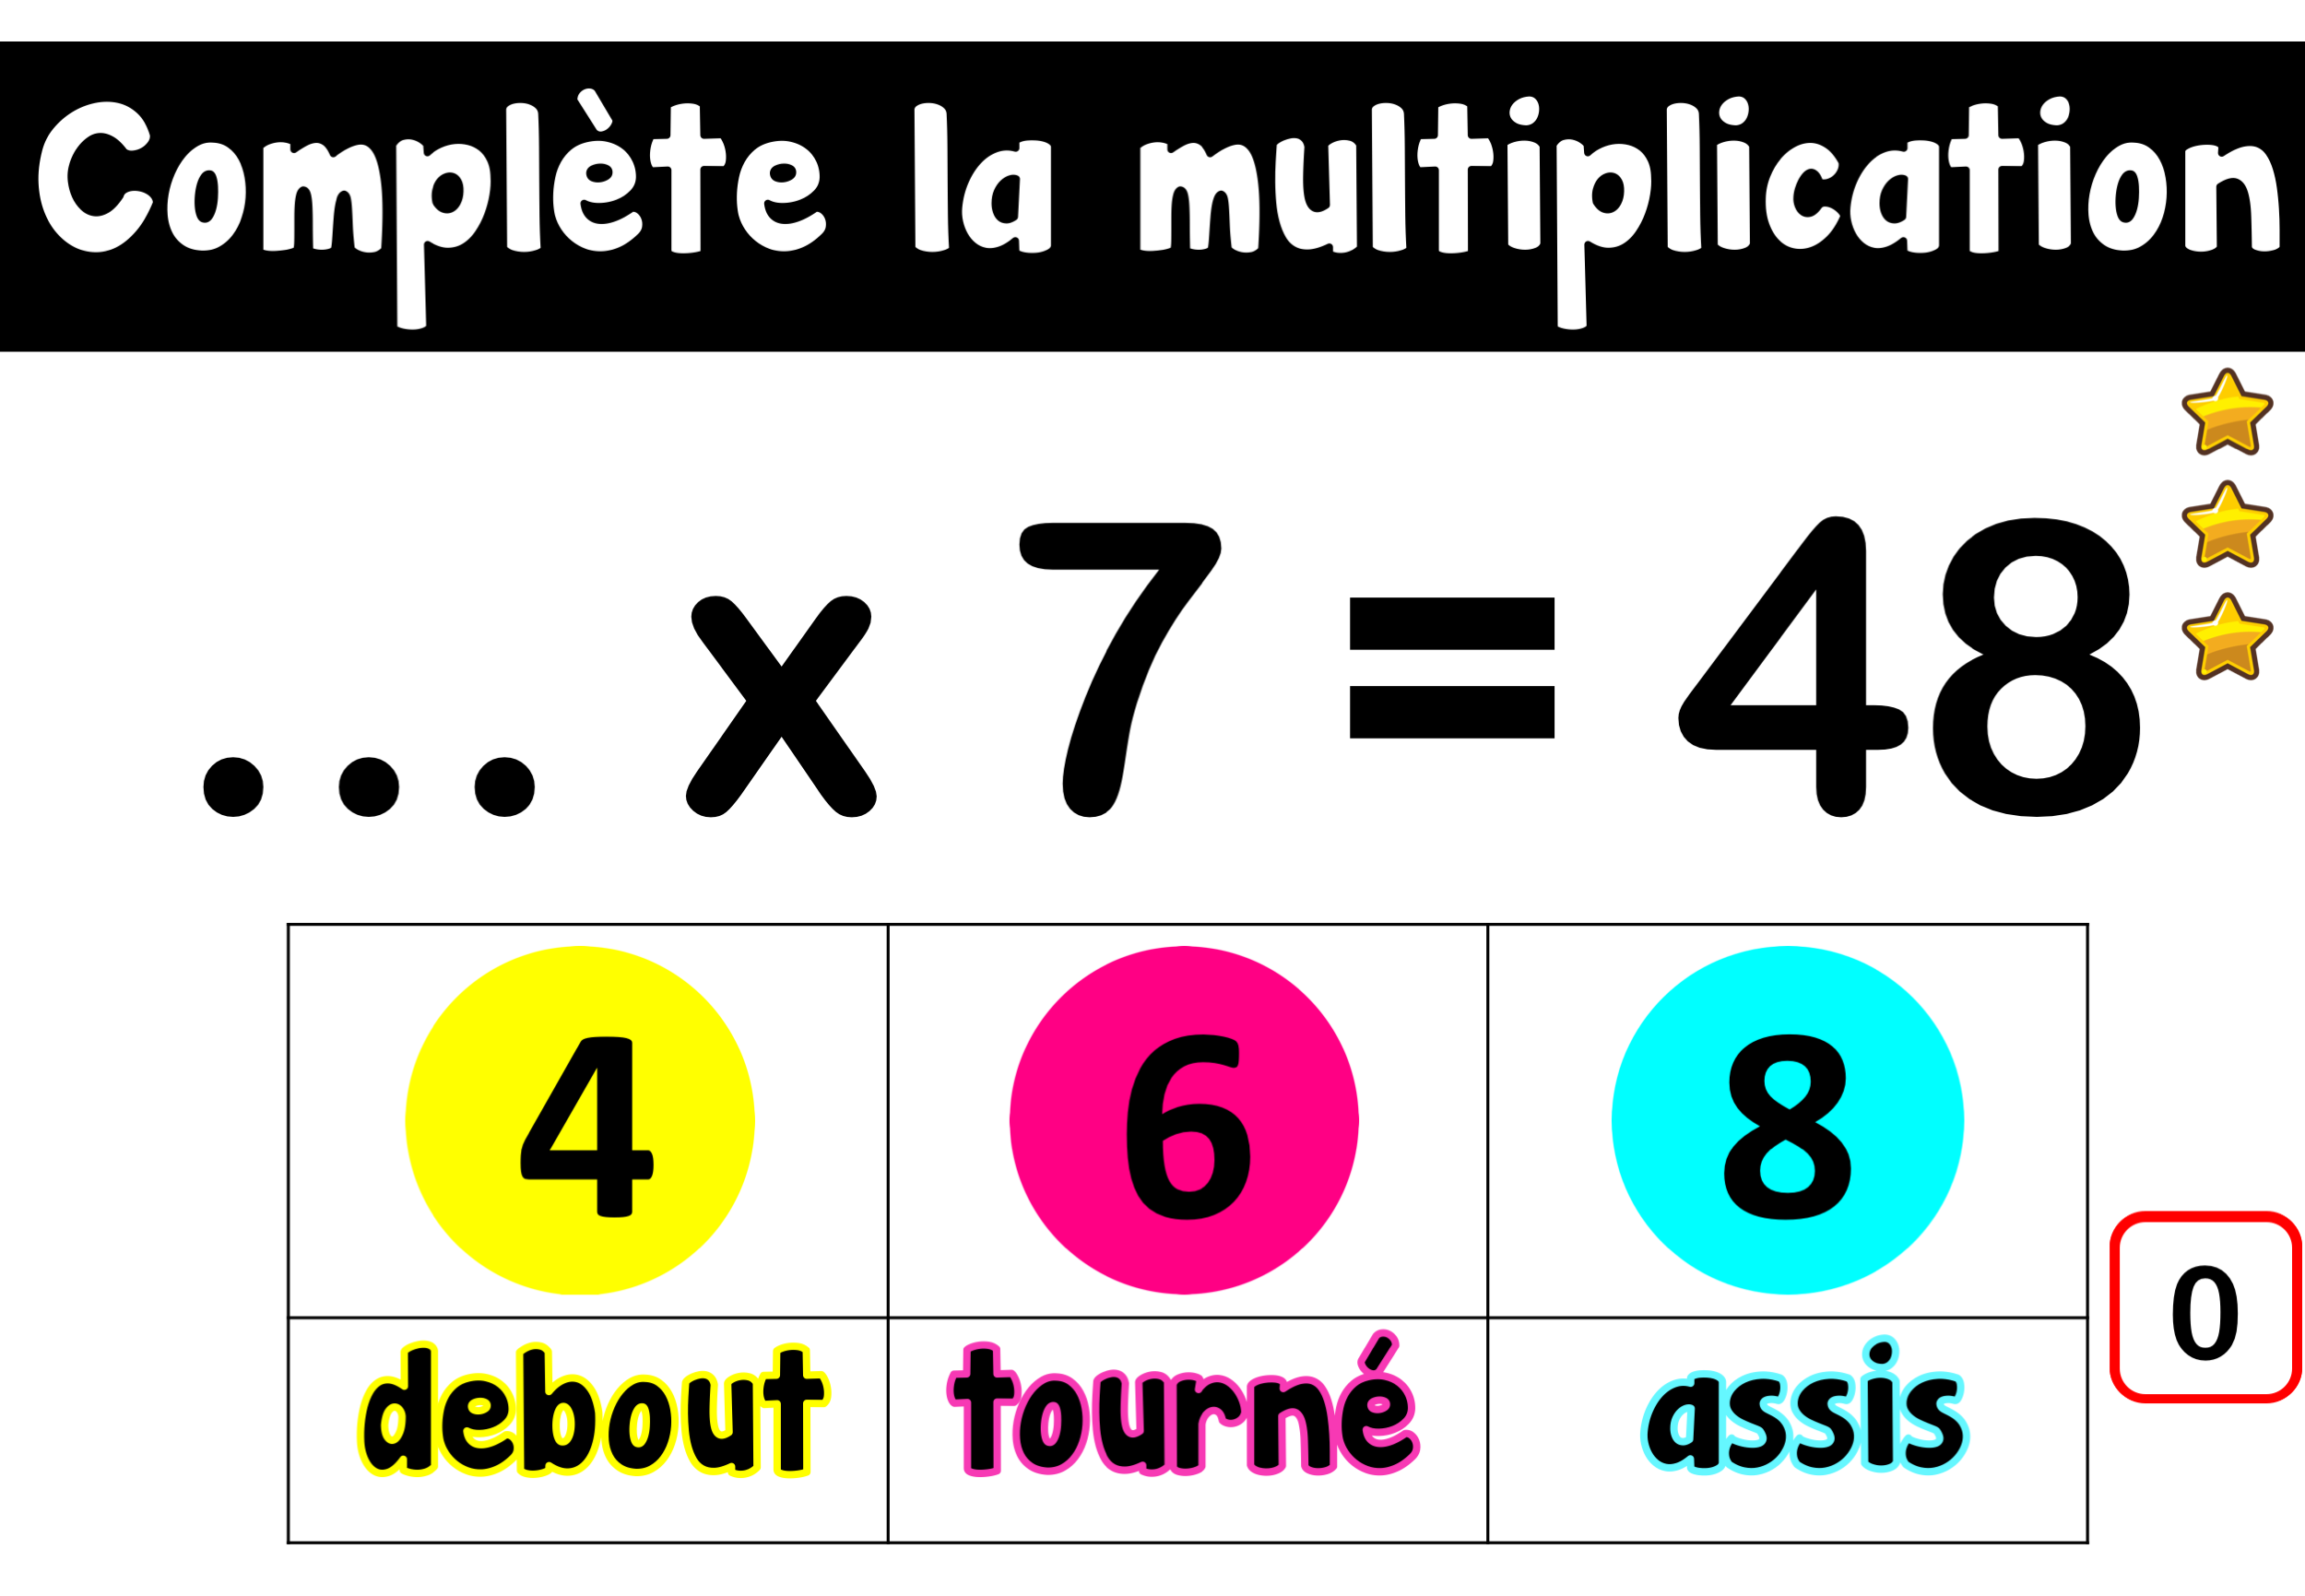 Complète la multiplication
... x 7 = 48
4 6 8
0
debout tourné assis